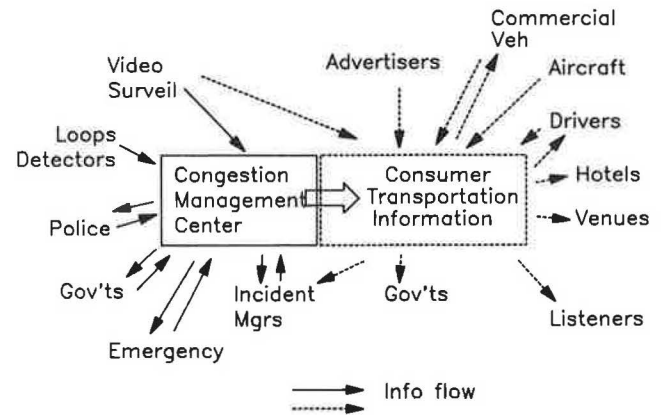 Commercial
Veh
Video
Surveil
Advertisers
Aircraft
Loops
Detectors
Drivers
Congestion
Management
Center
Consumer
Transportation
Information
Hotels
Police
Venues
Gov'ts
Incident
Mgrs
Gov'ts
Listeners
Emergency
Info flow